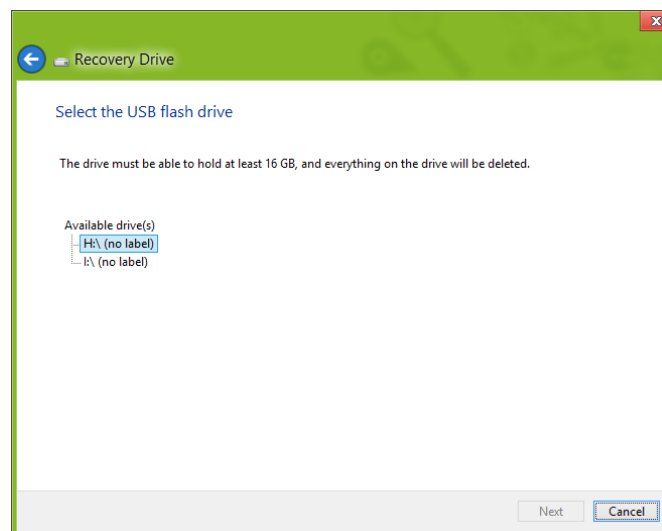 x
Recovery Drive
Select the USB flash drive
The drive must be able to hold at least 16 GB, and everything on the drive will be deleted.
Available drive(s)
H:\ (no label)
I:\ (no label)
Next Cancel